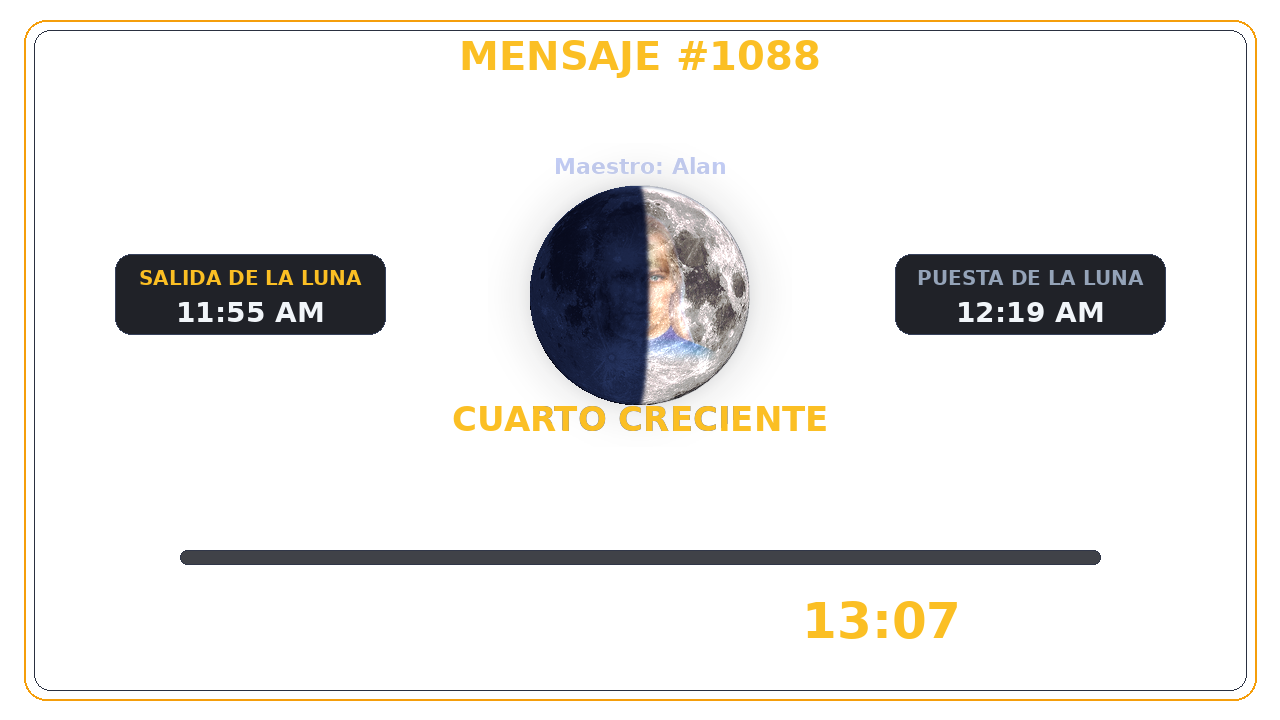 MENSAJE #1088
Maestro: Alan
SALIDA DE LA LUNA
11:55 AM
PUESTA DE LA LUNA
12:19 AM
CUARTO CRECIENTE
13:07